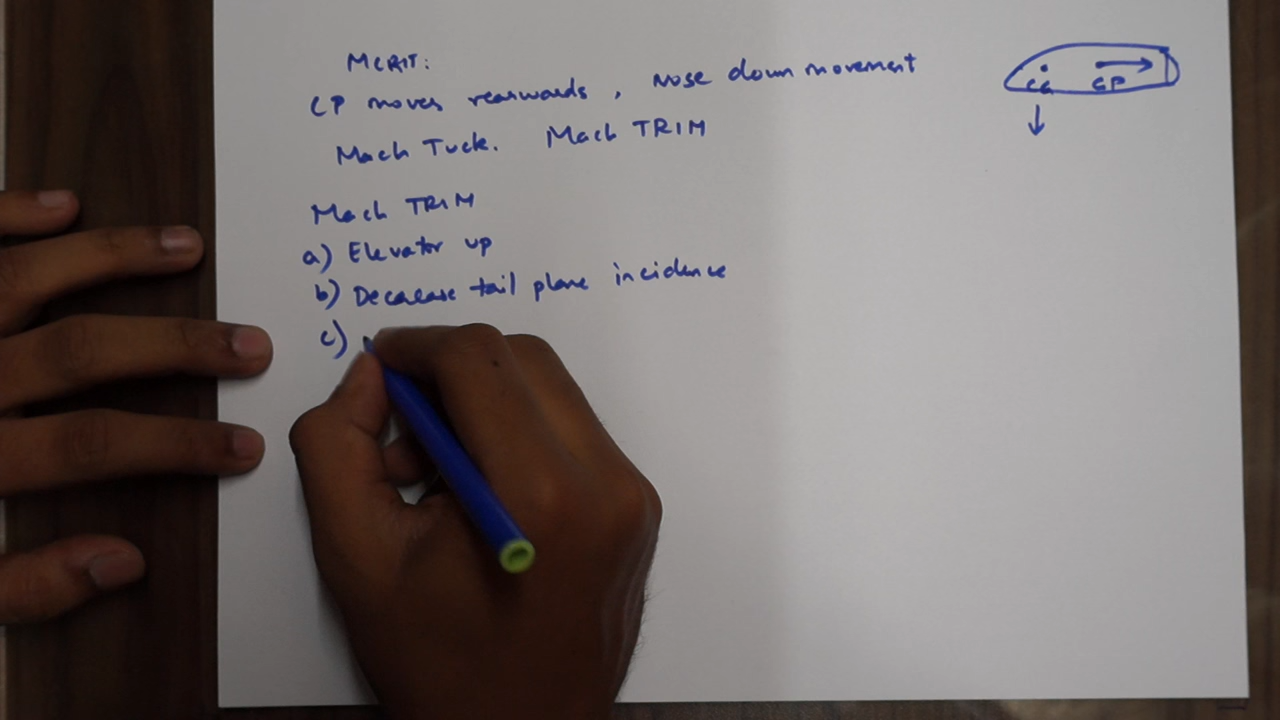 MCRIT:
CP moves rearwards , Nose down movement
Mach Tuck. Mach TRIM
CG CP
Mach TRIM
a) Elevator up
b) Decrease tail plane incidence
c)